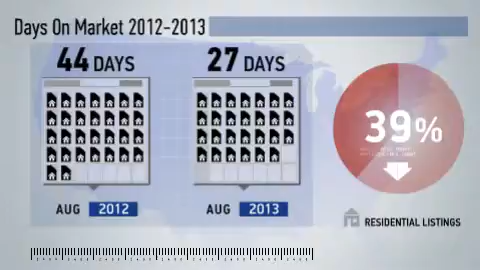 Days On Market 2012-2013
44 DAYS
27 DAYS
39%
AUG 2012
AUG 2013
RESIDENTIAL LISTINGS